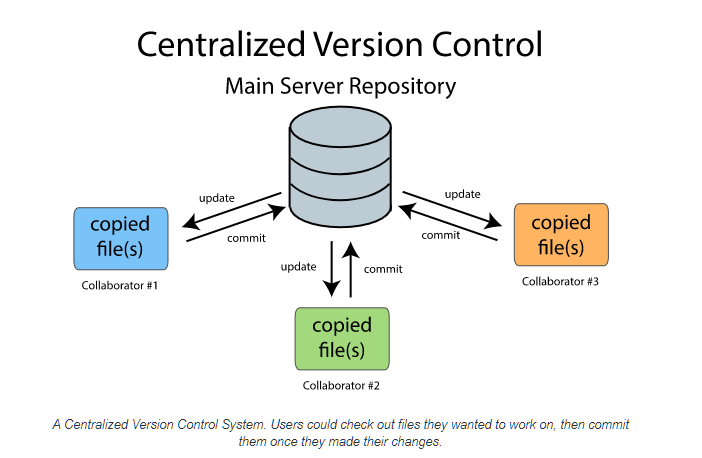 Centralized Version Control
Main Server Repository
update
commit
copied
file(s)
Collaborator #1
update
commit
copied
file(s)
Collaborator #2
update
commit
copied
file(s)
Collaborator #3
A Centralized Version Control System. Users could check out files they wanted to work on, then commit
them once they made their changes.